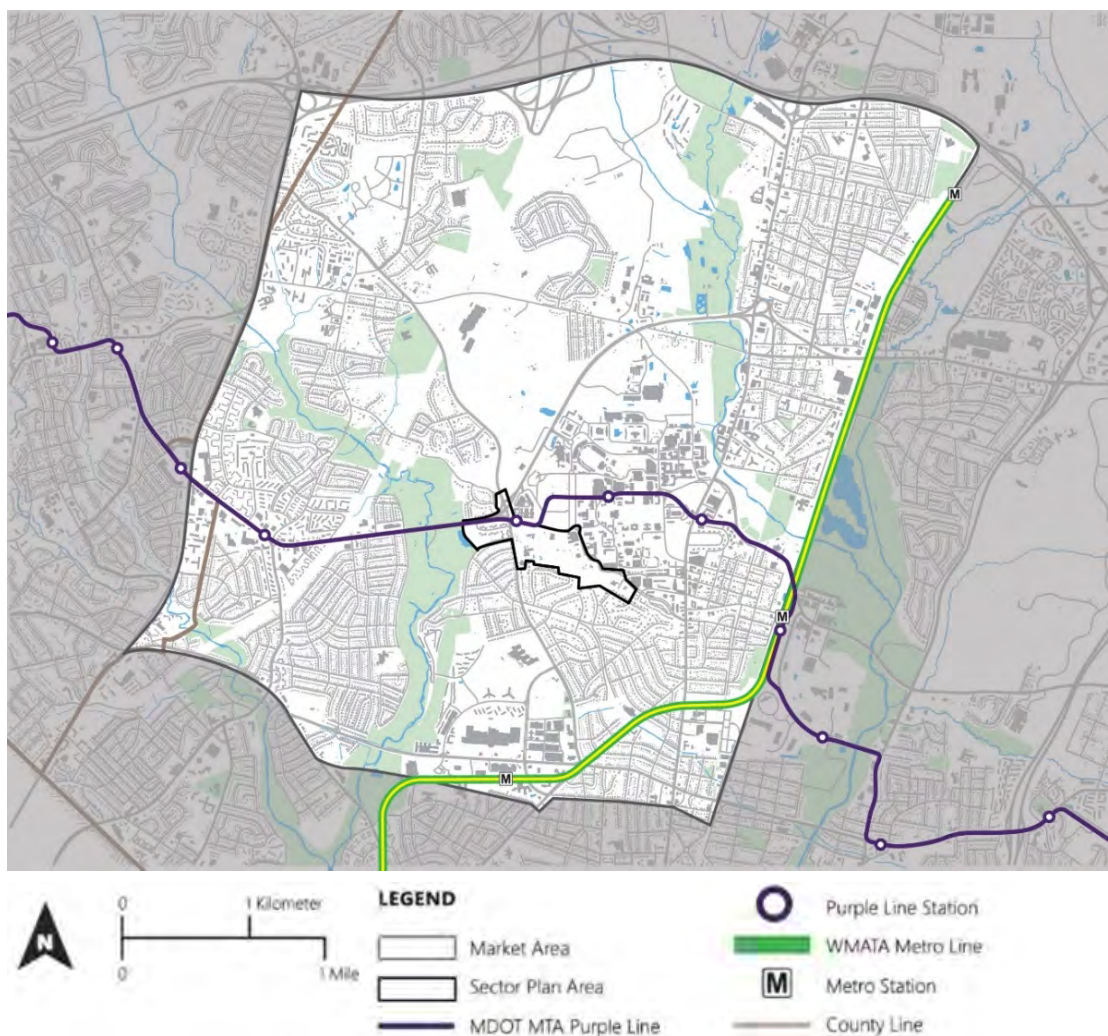 M
M
M
N
0 1 Kilometer
0 1 Mile
LEGEND
Market Area
Sector Plan Area
MDOT MTA Purple Line
Purple Line Station
WMATA Metro Line
M Metro Station
County Line